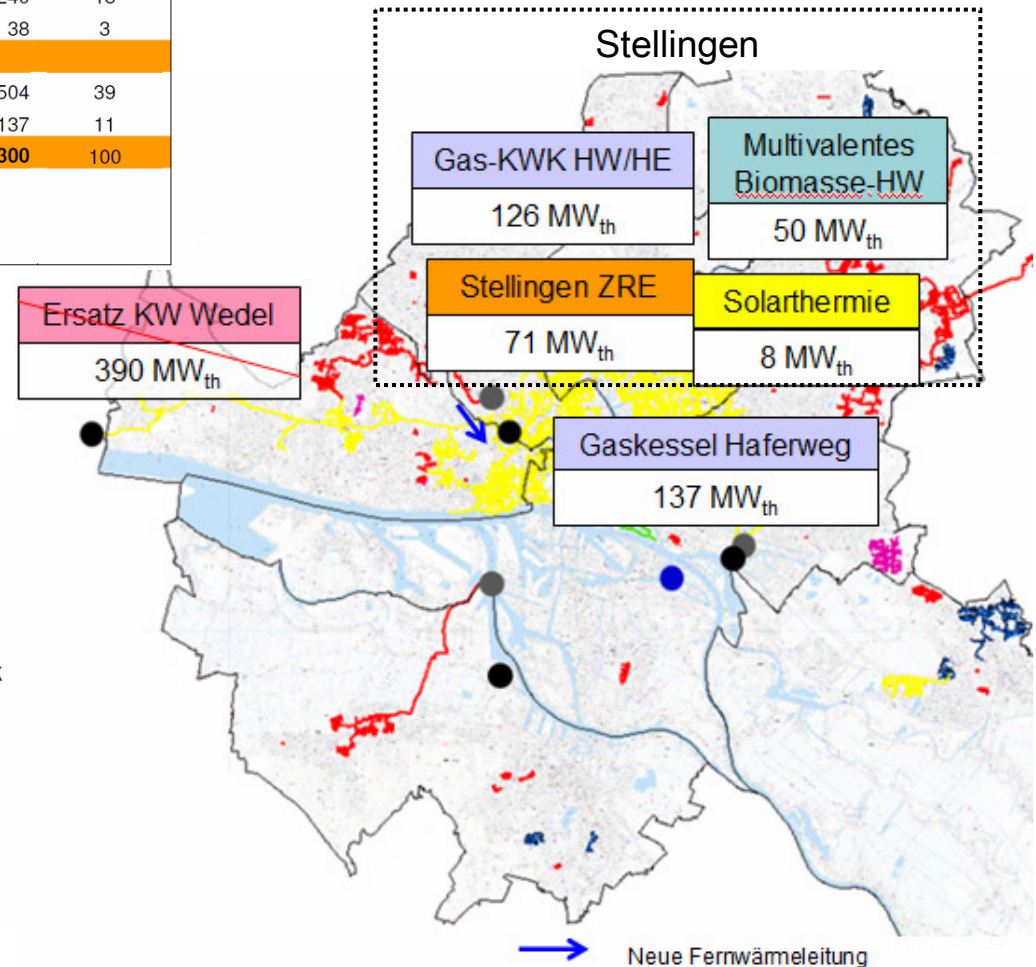 38 3
504 39
137 11
300 100
Stellingen
Gas-KWK HW/HE
126 MWth
Multivalentes
Biomasse-HW
50 MWth
Stellingen ZRE
71 MWth
Solarthermie
8 MWth
Ersatz KW Wedel
390 MWth
Gaskessel Haferweg
137 MWth
Neue Fernwärmeleitung